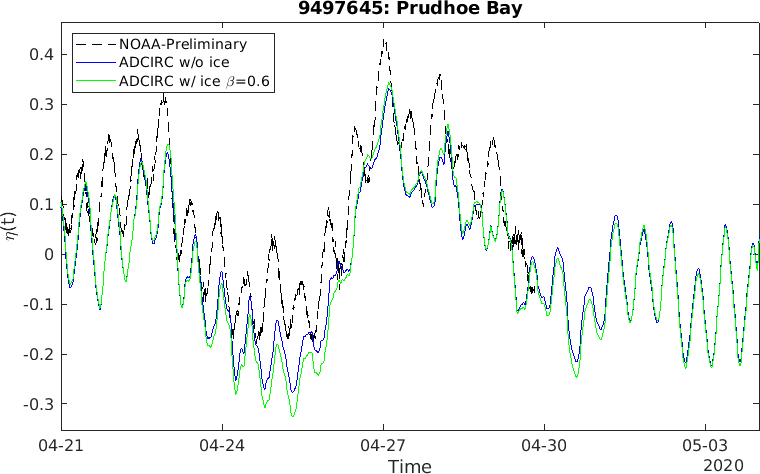 9497645: Prudhoe Bay
NOAA-Preliminary
ADCIRC w/o ice
ADCIRC w/ ice β=0.6
0.4
0.3
0.2
0.1
0
-0.1
-0.2
-0.3
η(t)
04-21
04-24
04-27
04-30
05-03
Time
2020